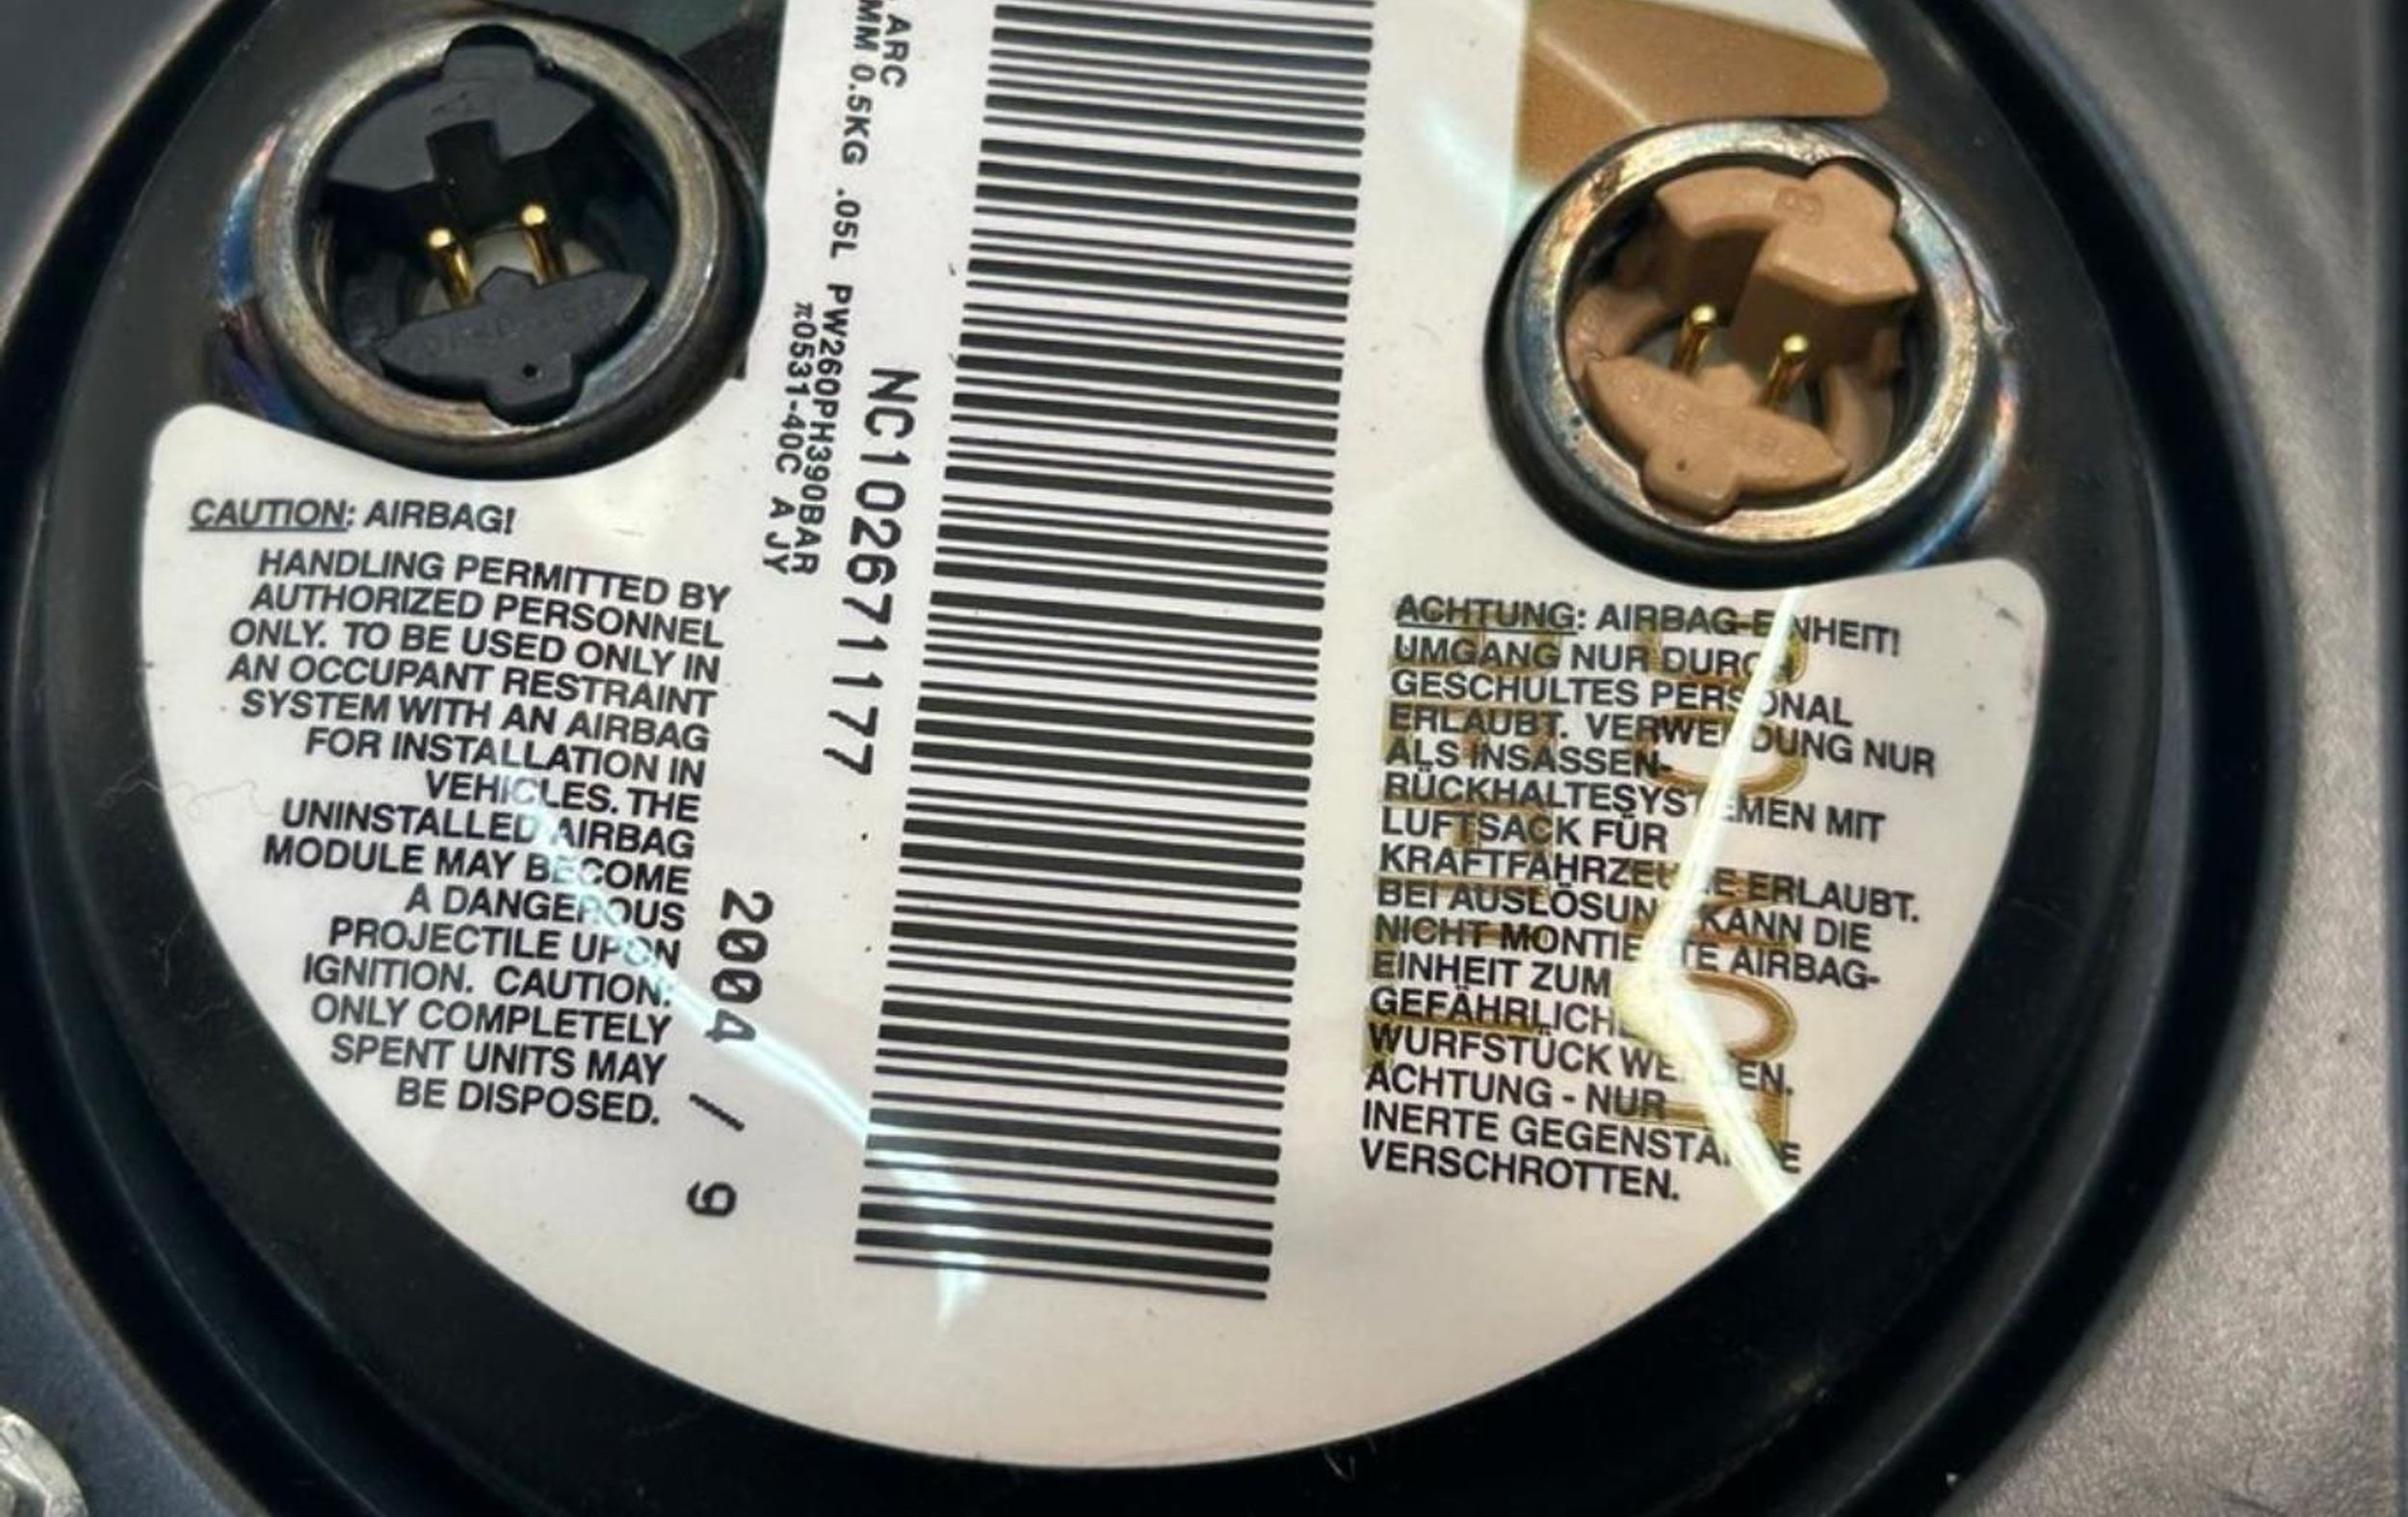 ARC
MM 0.5KG .05L PW260PH390BAR
π0531-40C A JY
NC102671177
CAUTION: AIRBAG!
HANDLING PERMITTED BY
AUTHORIZED PERSONNEL
ONLY. TO BE USED ONLY IN
AN OCCUPANT RESTRAINT
SYSTEM WITH AN AIRBAG
FOR INSTALLATION IN
VEHICLES. THE
UNINSTALLED AIRBAG
MODULE MAY BECOME
A DANGEROUS
PROJECTILE UPON
IGNITION. CAUTION:
ONLY COMPLETELY
SPENT UNITS MAY
BE DISPOSED.
2004 / 9
ACHTUNG: AIRBAG-EINHEIT!
UMGANG NUR DURCH
GESCHULTES PERSONAL
ERLAUBT. VERWENDUNG NUR
ALS INSASSEN-
RÜCKHALTESYSTEMEN MIT
LUFTSACK FÜR
KRAFTFAHRZEUGE ERLAUBT.
BEI AUSLÖSUNG KANN DIE
NICHT MONTIERTE AIRBAG-
EINHEIT ZUM
GEFÄHRLICHEN
WURFSTÜCK WERDEN.
ACHTUNG - NUR
INERTE GEGENSTÄNDE
VERSCHROTTEN.